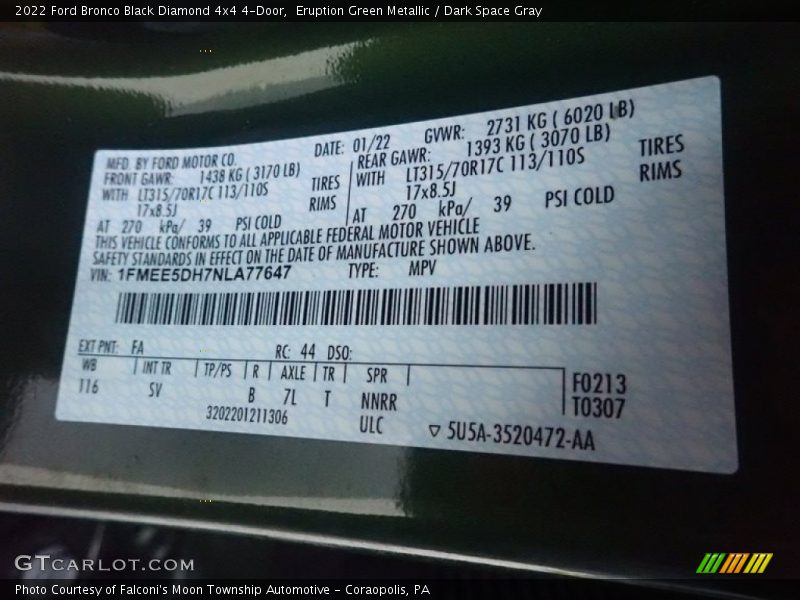 2022 Ford Bronco Black Diamond 4x4 4-Door, Eruption Green Metallic / Dark Space Gray
MFD. BY FORD MOTOR CO.
DATE: 01/22
GVWR: 2731 KG ( 6020 LB)
FRONT GAWR: 1438 KG ( 3170 LB)
REAR GAWR: 1393 KG ( 3070 LB)
WITH LT315/70R17C 113/110S TIRES
WITH LT315/70R17C 113/110S TIRES
17x8.5J RIMS
17x8.5J RIMS
AT 270 kPa/ 39 PSI COLD
AT 270 kPa/ 39 PSI COLD
THIS VEHICLE CONFORMS TO ALL APPLICABLE FEDERAL MOTOR VEHICLE
SAFETY STANDARDS IN EFFECT ON THE DATE OF MANUFACTURE SHOWN ABOVE.
VIN: 1FMEE5DH7NLA77647 TYPE: MPV
EXT PNT: FA RC: 44 DSO:
WB INT TR TP/PS R AXLE TR SPR
116 SV B 7L T NNRR
F0213
T0307
3202201211306 ULC
▽ 5U5A-3520472-AA
GTCARLOT.COM
Photo Courtesy of Falconi's Moon Township Automotive - Coraopolis, PA